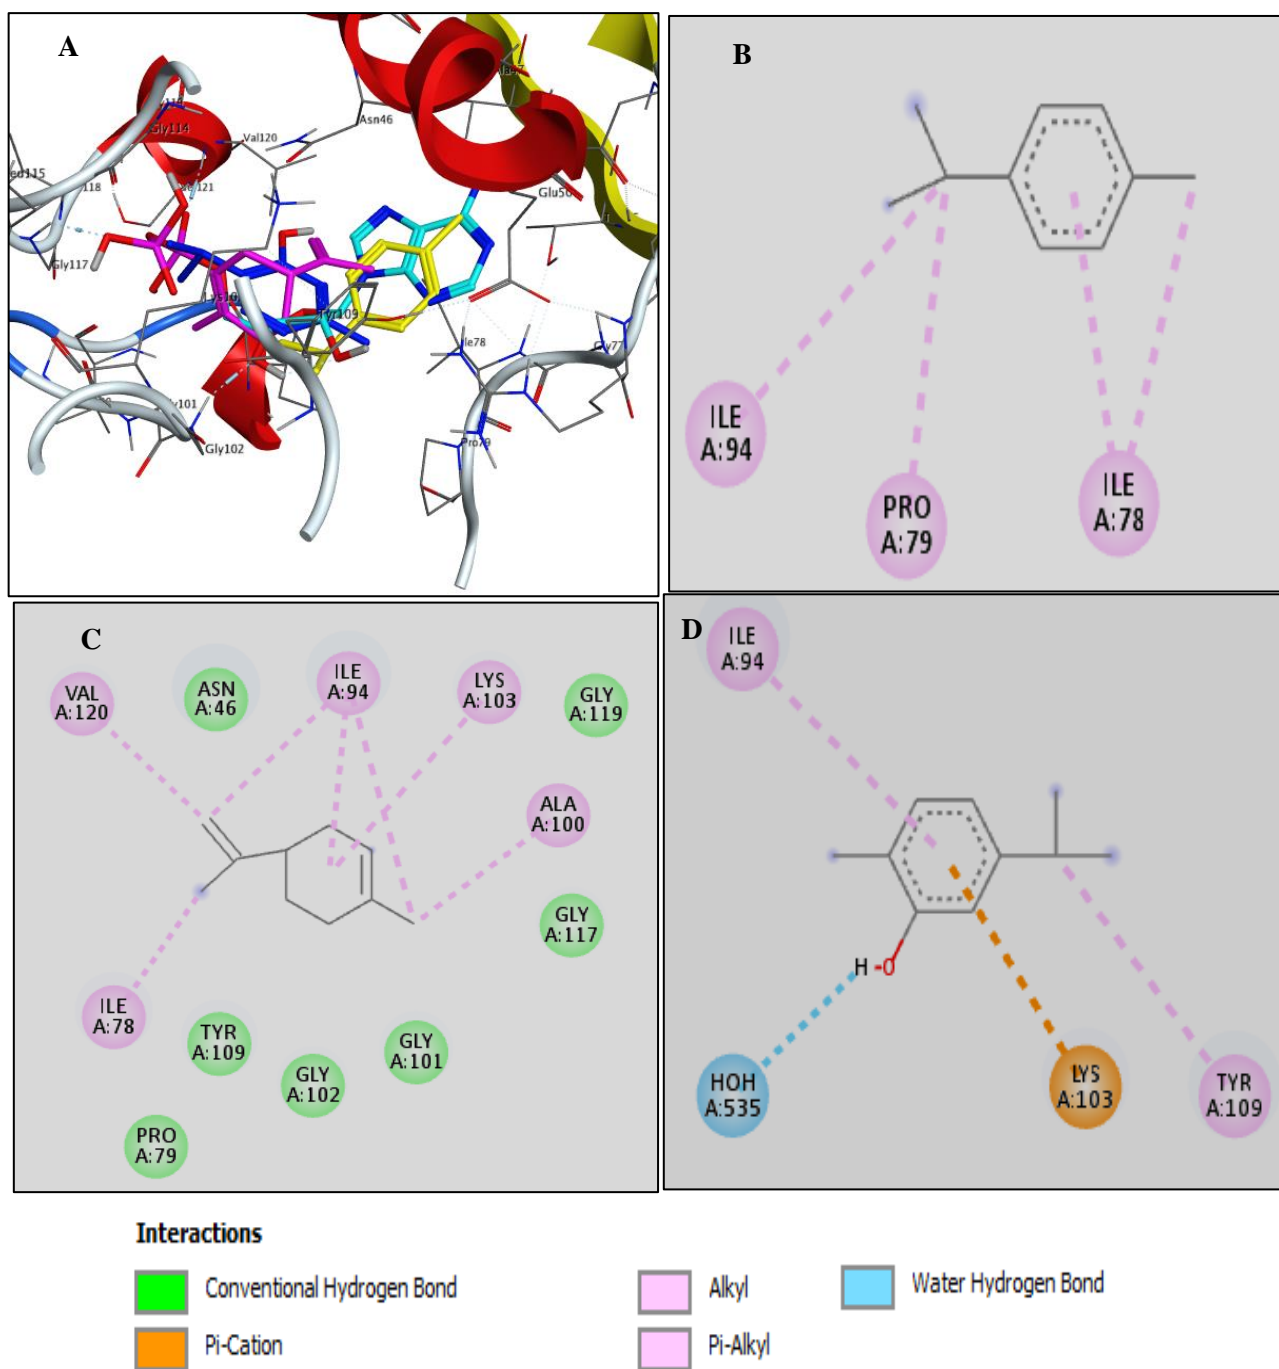 A
Asn46
Gly114
Val120
Glu50
Gly117
Tyr109
Ile78
Gly77
Gly102
Pro79
B
ILE
A:94
PRO
A:79
ILE
A:78
C
VAL
A:120
ASN
A:46
ILE
A:94
LYS
A:103
GLY
A:119
ALA
A:100
GLY
A:117
ILE
A:78
TYR
A:109
GLY
A:102
GLY
A:101
PRO
A:79
D
ILE
A:94
H -O
HOH
A:535
LYS
A:103
TYR
A:109
Interactions
Conventional Hydrogen Bond
Pi-Cation
Alkyl
Pi-Alkyl
Water Hydrogen Bond